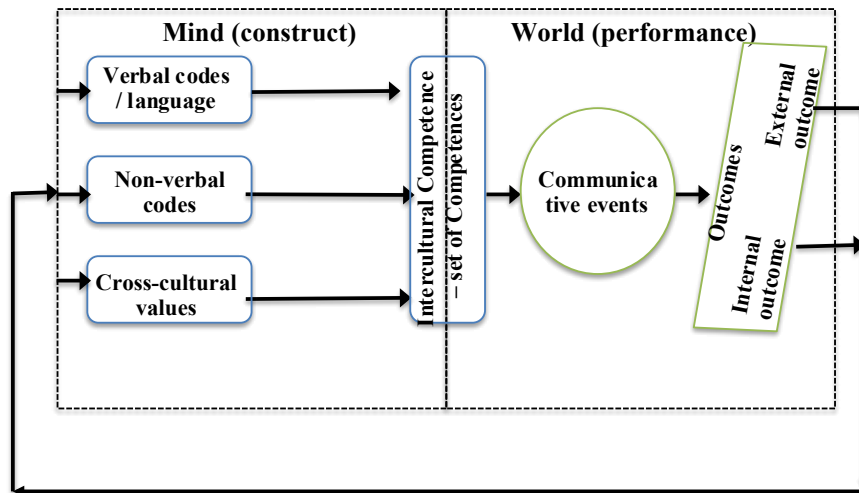 Mind (construct)
World (performance)
Verbal codes
/ language
Non-verbal
codes
Cross-cultural
values
Intercultural Competence
– set of Competences
Communica
tive events
Outcomes
External
outcome
Internal
outcome